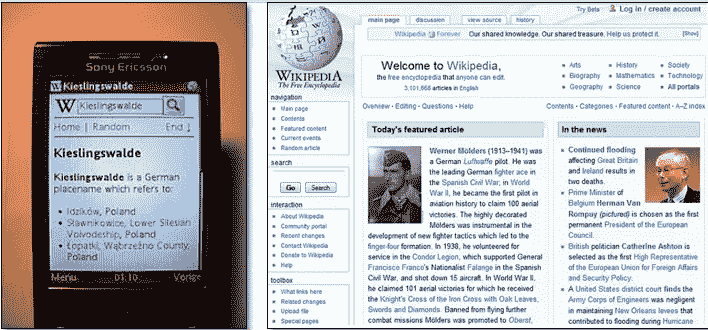 Sony Ericsson
Kieslingswalde
W Kieslingswalde
Home | Random End ↓
Kieslingswalde
Kieslingswalde is a German
placename which refers to:
• Idzików, Poland
• Sławnikowice, Lower Silesian
Voivodship, Poland
• Łopatki, Wąbrzeźno County,
Poland
Menu 01:10 Vorige
WIKIPEDIA
The Free Encyclopedia
navigation
Main page
Contents
Featured content
Current events
Random article
search
Go Search
interaction
About Wikipedia
Community portal
Recent changes
Contact Wikipedia
Donate to Wikipedia
Help
toolbox
What links here
Related changes
Upload file
Special pages
Try Beta Log in / create account
main page discussion view source history
Wikipedia Forever Our shared knowledge. Our shared treasure. Help us protect it. [Show]
Welcome to Wikipedia,
the free encyclopedia that anyone can edit.
3,101,668 articles in English
Arts History Society
Biography Mathematics Technology
Geography Science All portals
Overview · Editing · Questions · Help Contents · Categories · Featured content · A–Z index
Today's featured article
Werner Mölders (1913–1941) was
a German Luftwaffe pilot. He was
the leading German fighter ace in
the Spanish Civil War; in World
War II, he became the first pilot in
aviation history to claim 100 aerial
victories. The highly decorated
Mölders was instrumental in the
development of new fighter tactics which led to the
finger-four formation. In 1938, he volunteered for
service in the Condor Legion, which supported General
Francisco Franco's Nationalist Falange in the Spanish
Civil War, and shot down 15 aircraft. In World War II,
he claimed 101 aerial victories for which he received
the Knight's Cross of the Iron Cross with Oak Leaves,
Swords and Diamonds. Banned from flying further
combat missions Mölders was promoted to Oberst,
In the news
Continued flooding
affecting Great Britain
and Ireland results in
two deaths.
Prime Minister of
Belgium Herman Van
Rompuy (pictured) is chosen as the first
permanent President of the European
Council.
British politician Catherine Ashton is
selected as the first High Representative
of the European Union for Foreign Affairs
and Security Policy.
A United States district court finds the
Army Corps of Engineers was negligent
in maintaining New Orleans levees that
contributed to flooding during Hurricane